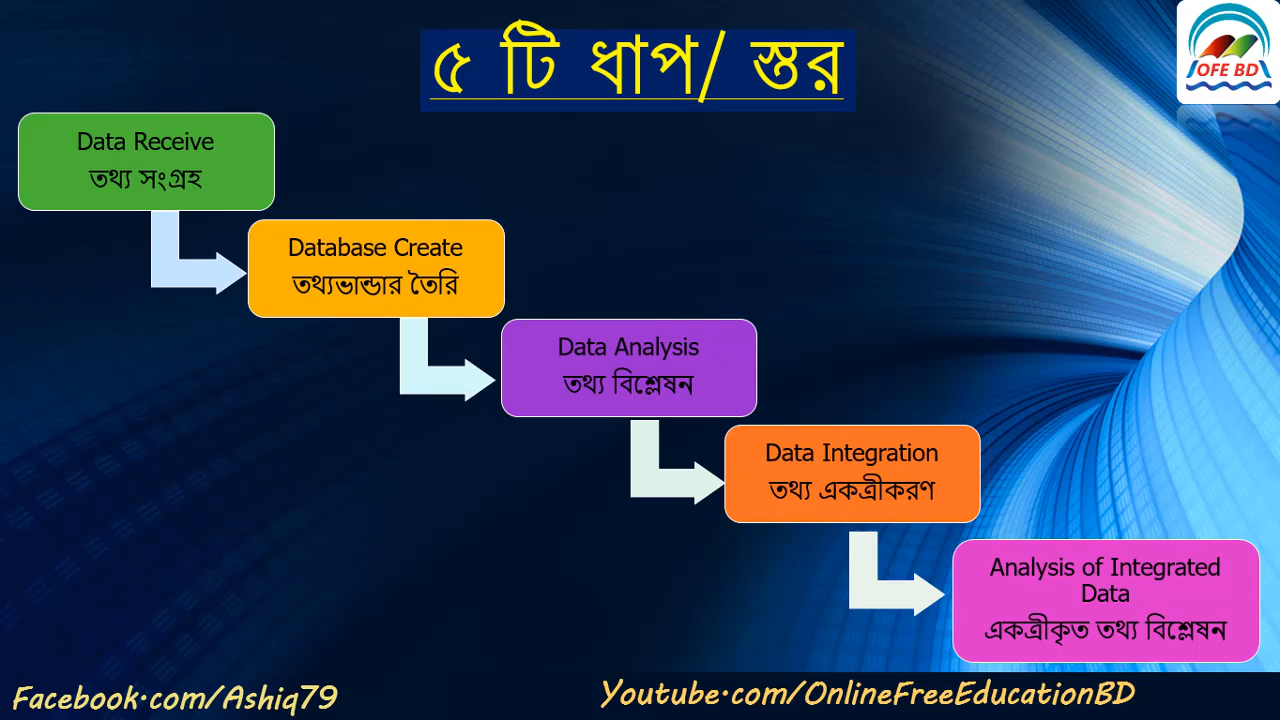 ৫ টি ধাপ/ স্তর
OFE BD
Data Receive
তথ্য সংগ্রহ
Database Create
তথ্যভান্ডার তৈরি
Data Analysis
তথ্য বিশ্লেষন
Data Integration
তথ্য একত্রীকরণ
Analysis of Integrated
Data
একত্রীকৃত তথ্য বিশ্লেষন
Facebook.com/Ashiq79
Youtube.com/OnlineFreeEducationBD